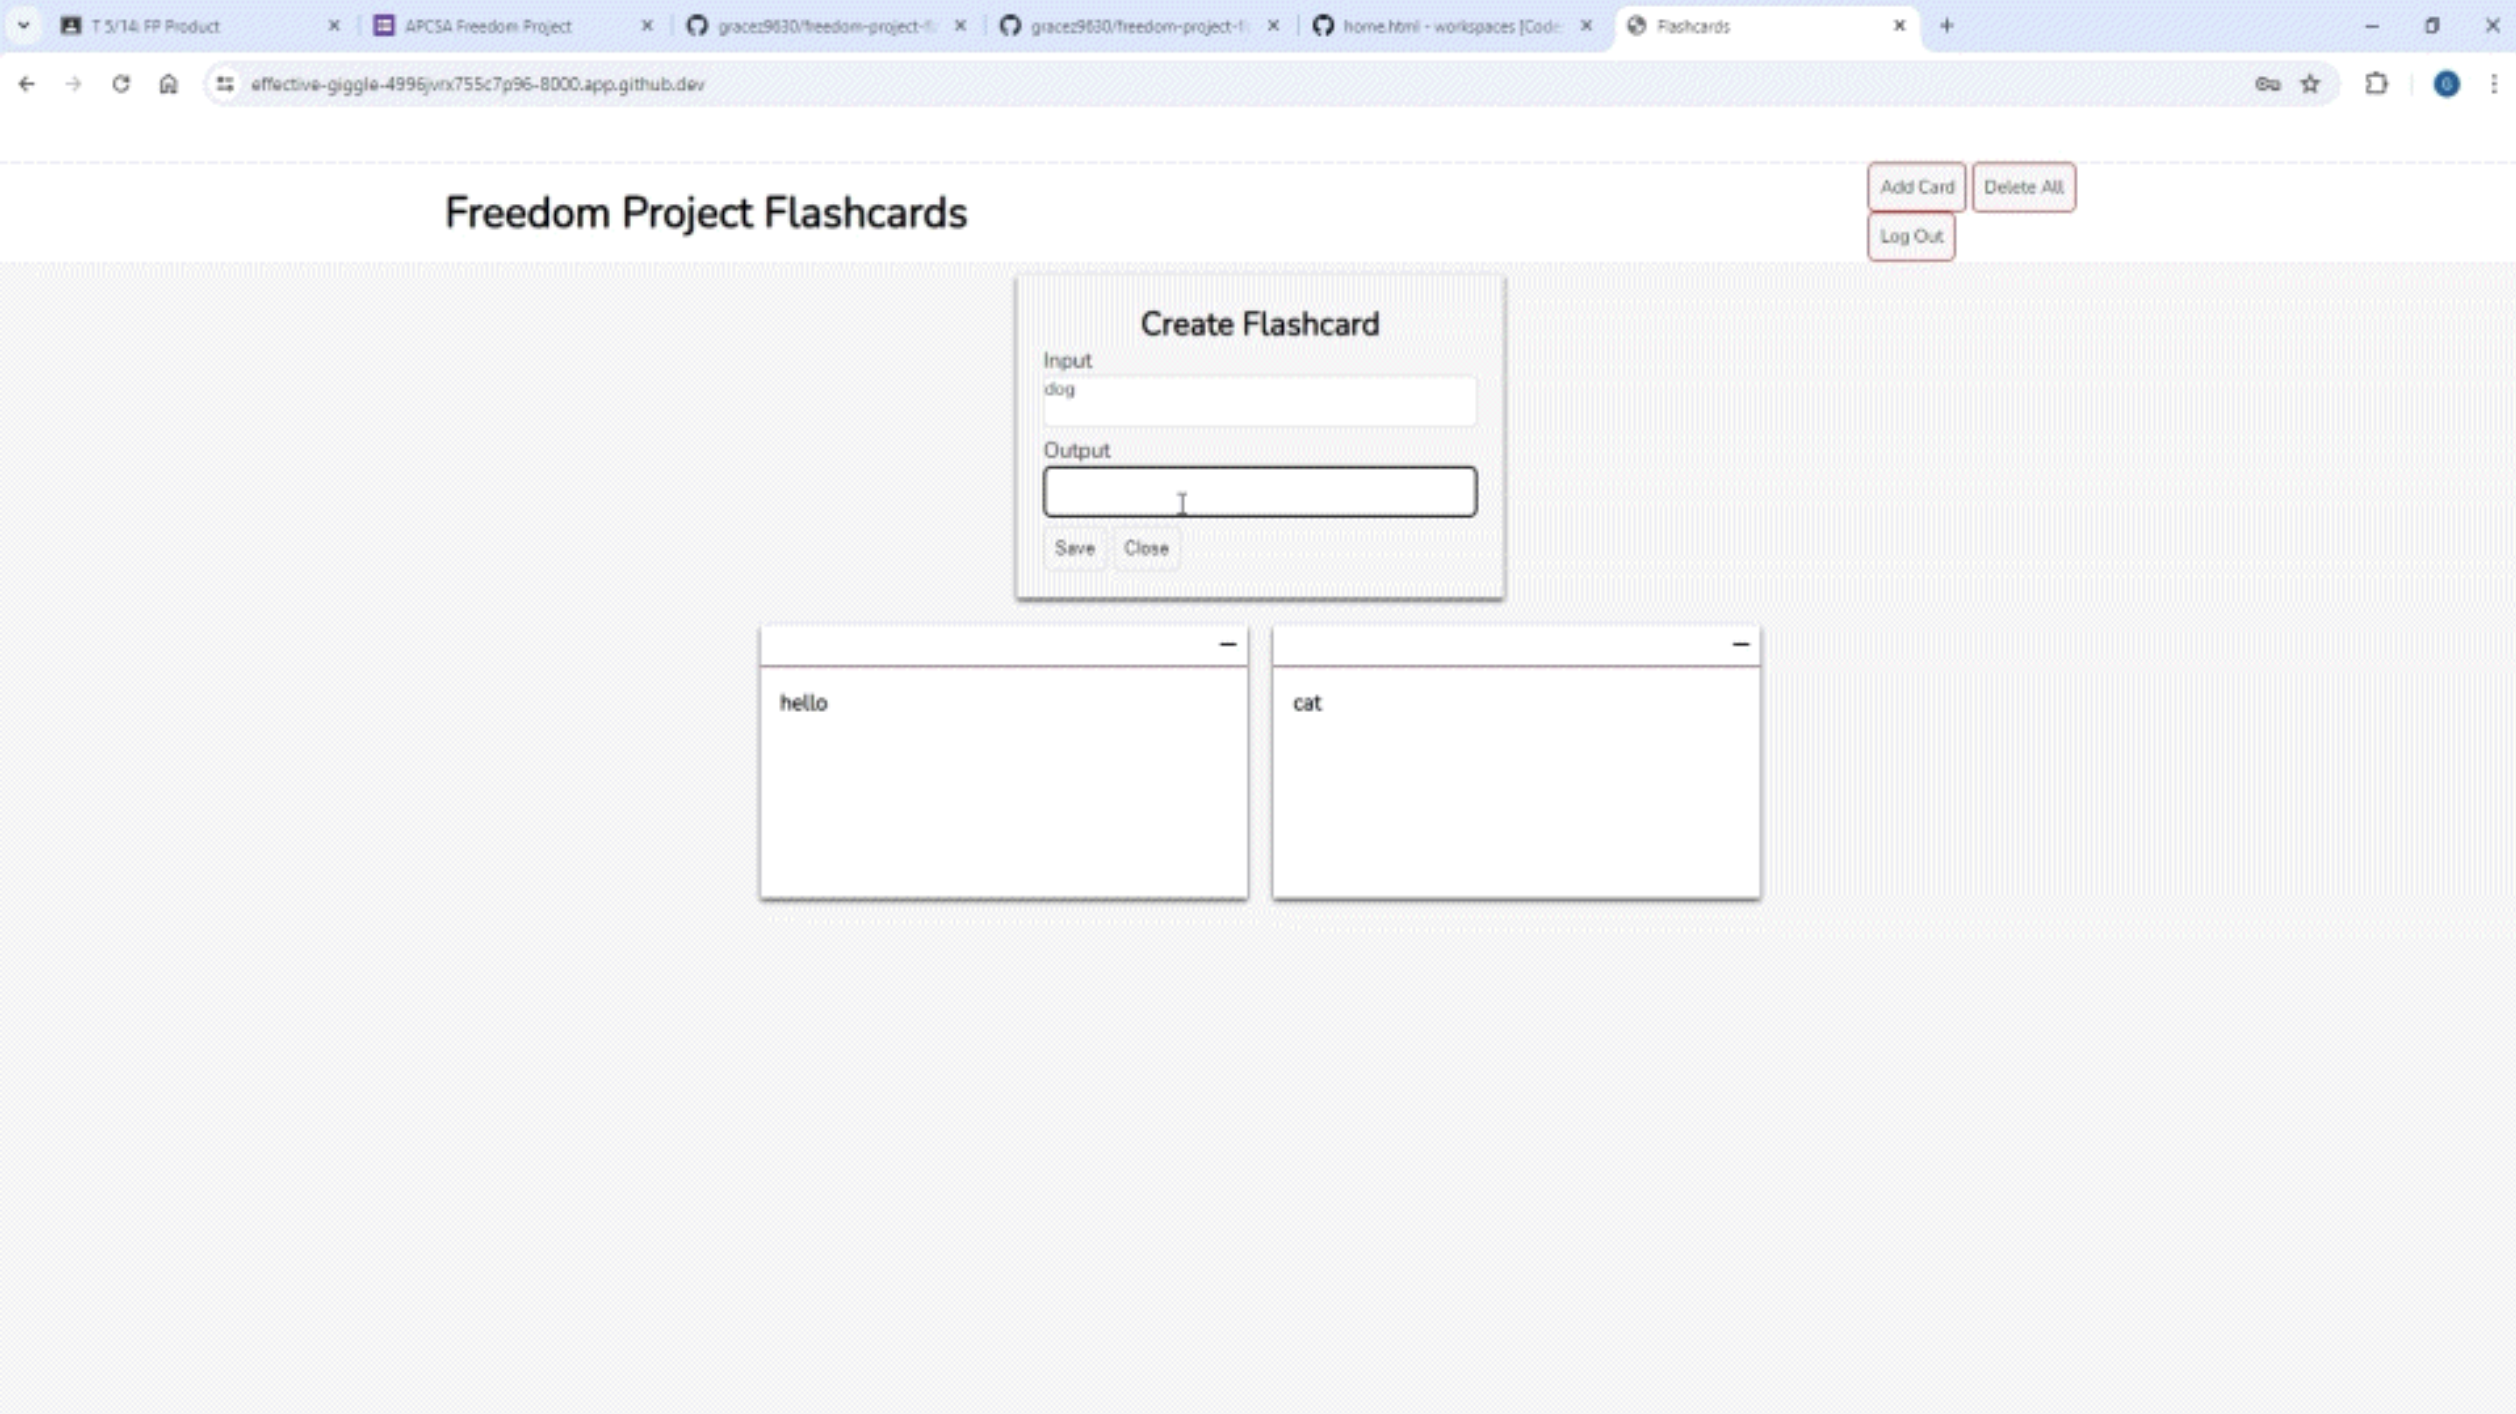 T 5/14: FP Product
APCSA Freedom Project
gracez9630/freedom-project-f
gracez9630/freedom-project-f
home.html - workspaces [Code
Flashcards
effective-giggle-4996jvrx755c7p96-8000.app.github.dev
G
Freedom Project Flashcards
Add Card
Delete All
Log Out
Create Flashcard
Input
dog
Output
Save
Close
hello
cat